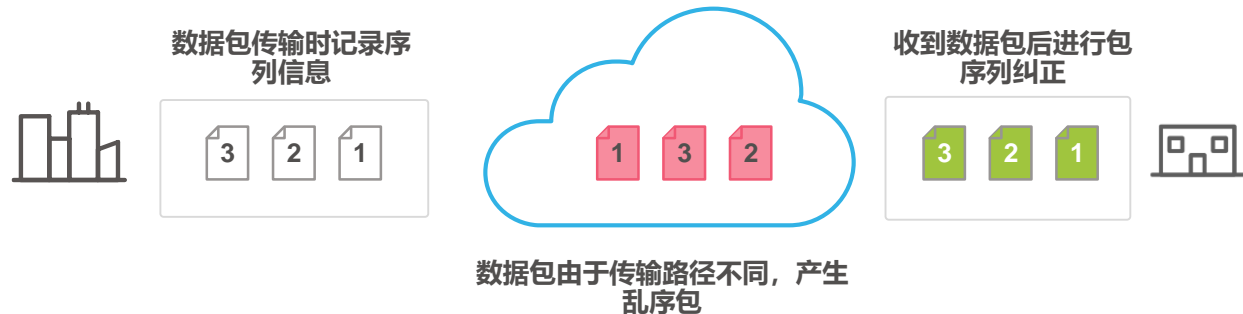 数据包传输时记录序
列信息
3 2 1
1 3 2
数据包由于传输路径不同，产生
乱序包
收到数据包后进行包
序列纠正
3 2 1